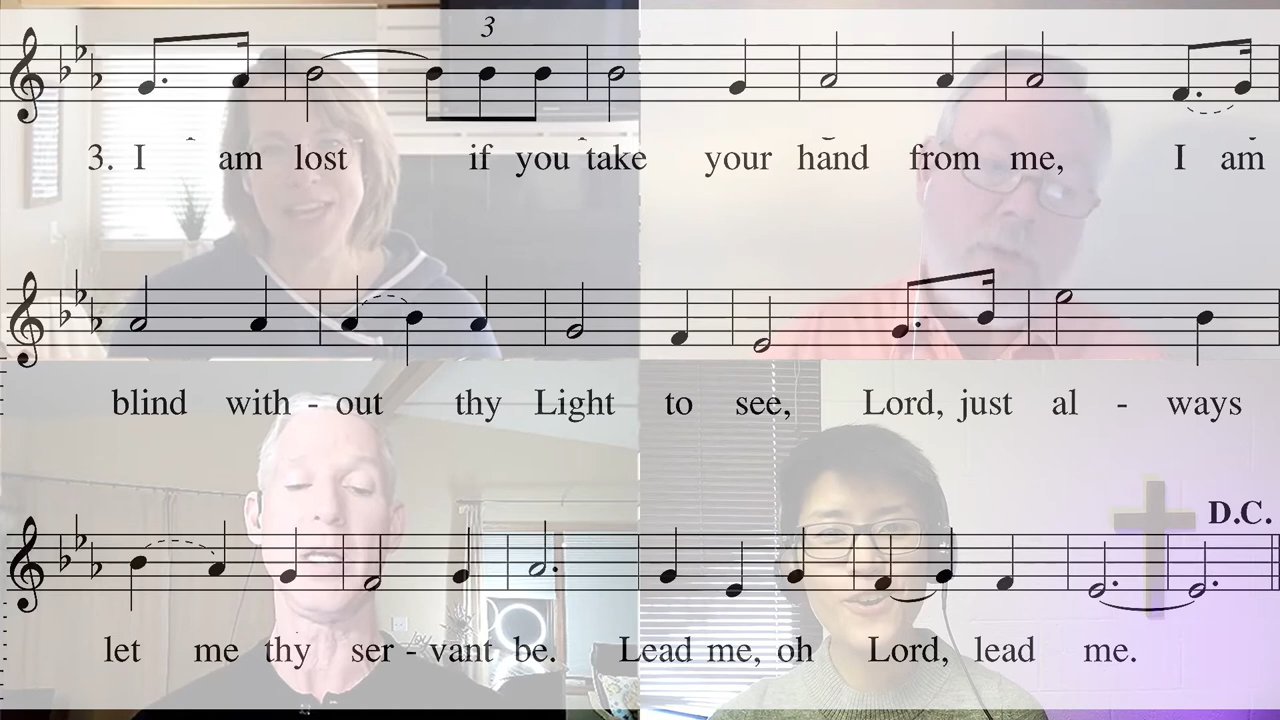 3
3. I am lost if you take your hand from me, I am
blind with - out thy Light to see, Lord, just al - ways
D.C.
let me thy ser - vant be. Lead me, oh Lord, lead me.